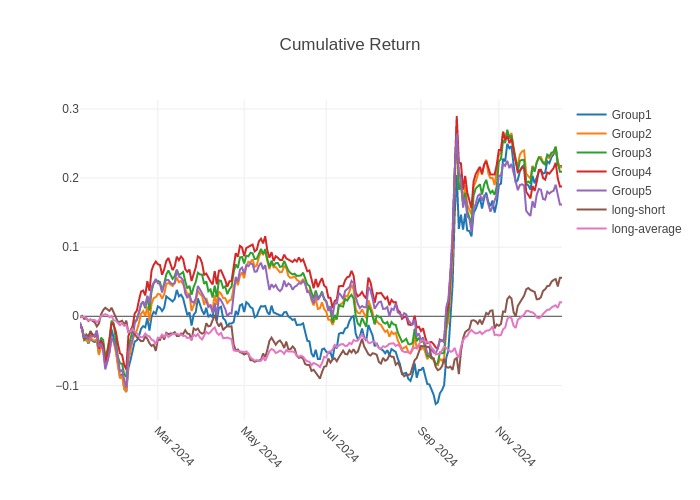 Cumulative Return
0.3
0.2
0.1
0
−0.1
Mar 2024
May 2024
Jul 2024
Sep 2024
Nov 2024
Group1
Group2
Group3
Group4
Group5
long-short
long-average